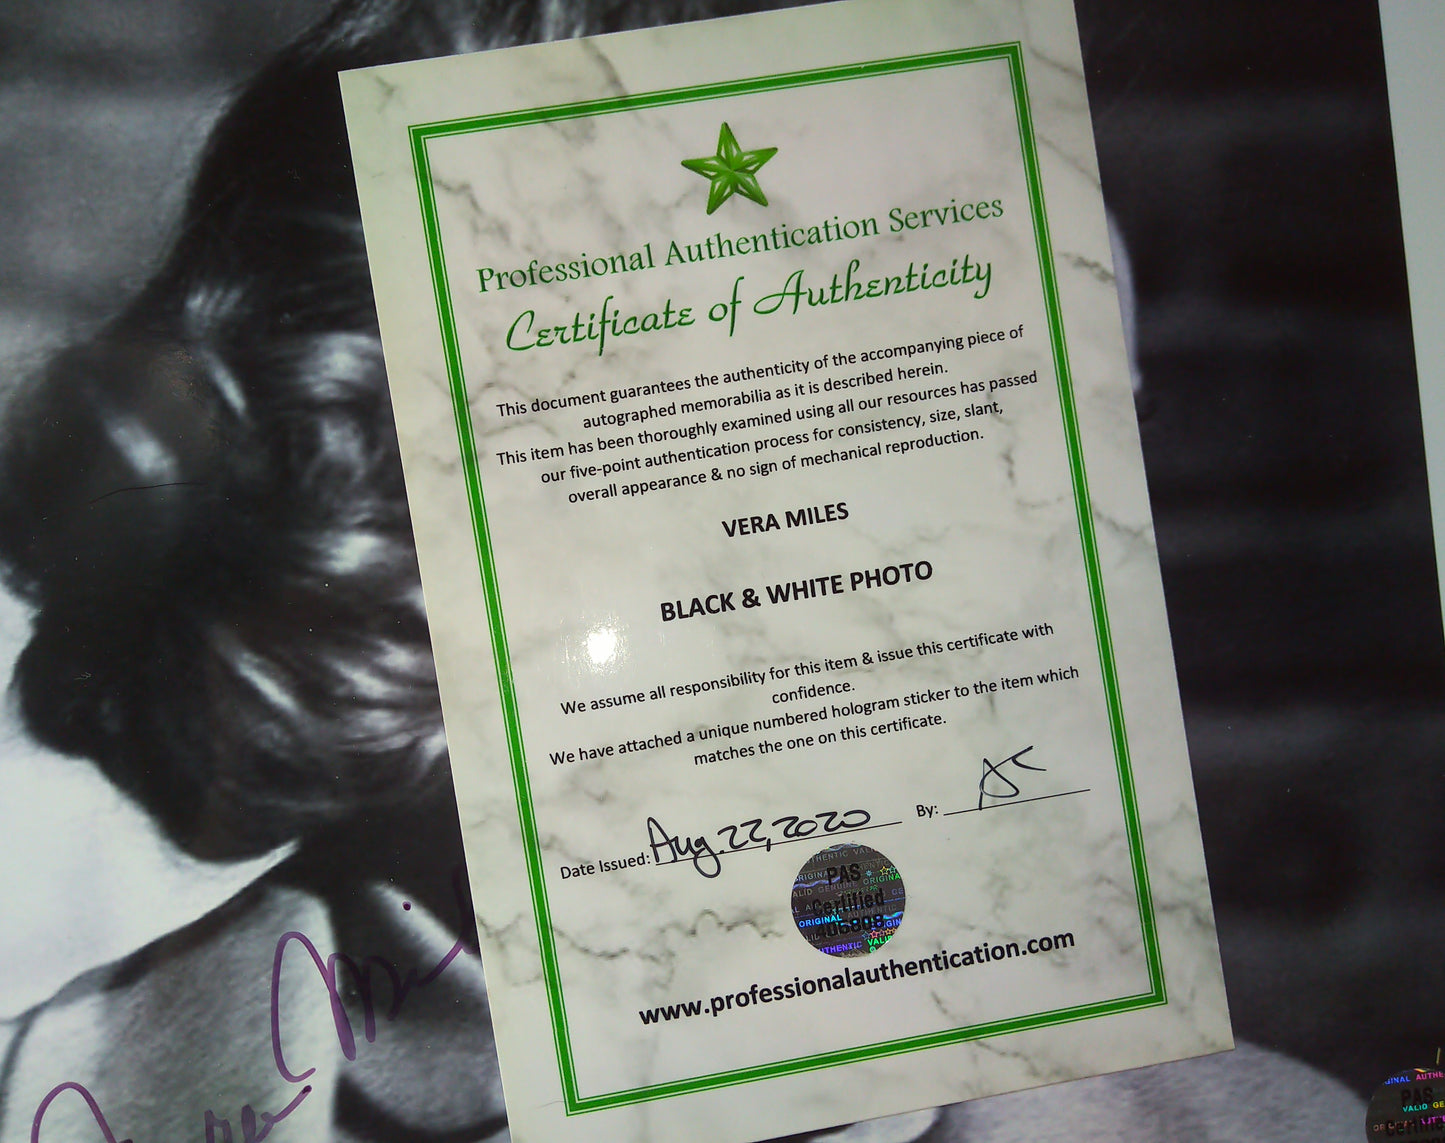 Professional Authentication Services
Certificate of Authenticity
This document guarantees the authenticity of the accompanying piece of
autographed memorabilia as it is described herein.
This item has been thoroughly examined using all our resources has passed
our five-point authentication process for consistency, size, slant,
overall appearance & no sign of mechanical reproduction.
VERA MILES
BLACK & WHITE PHOTO
We assume all responsibility for this item & issue this certificate with
confidence.
We have attached a unique numbered hologram sticker to the item which
matches the one on this certificate.
Date Issued: Aug. 22, 2020 By:
PAS
Certified
406808
www.professionalauthentication.com
PAS